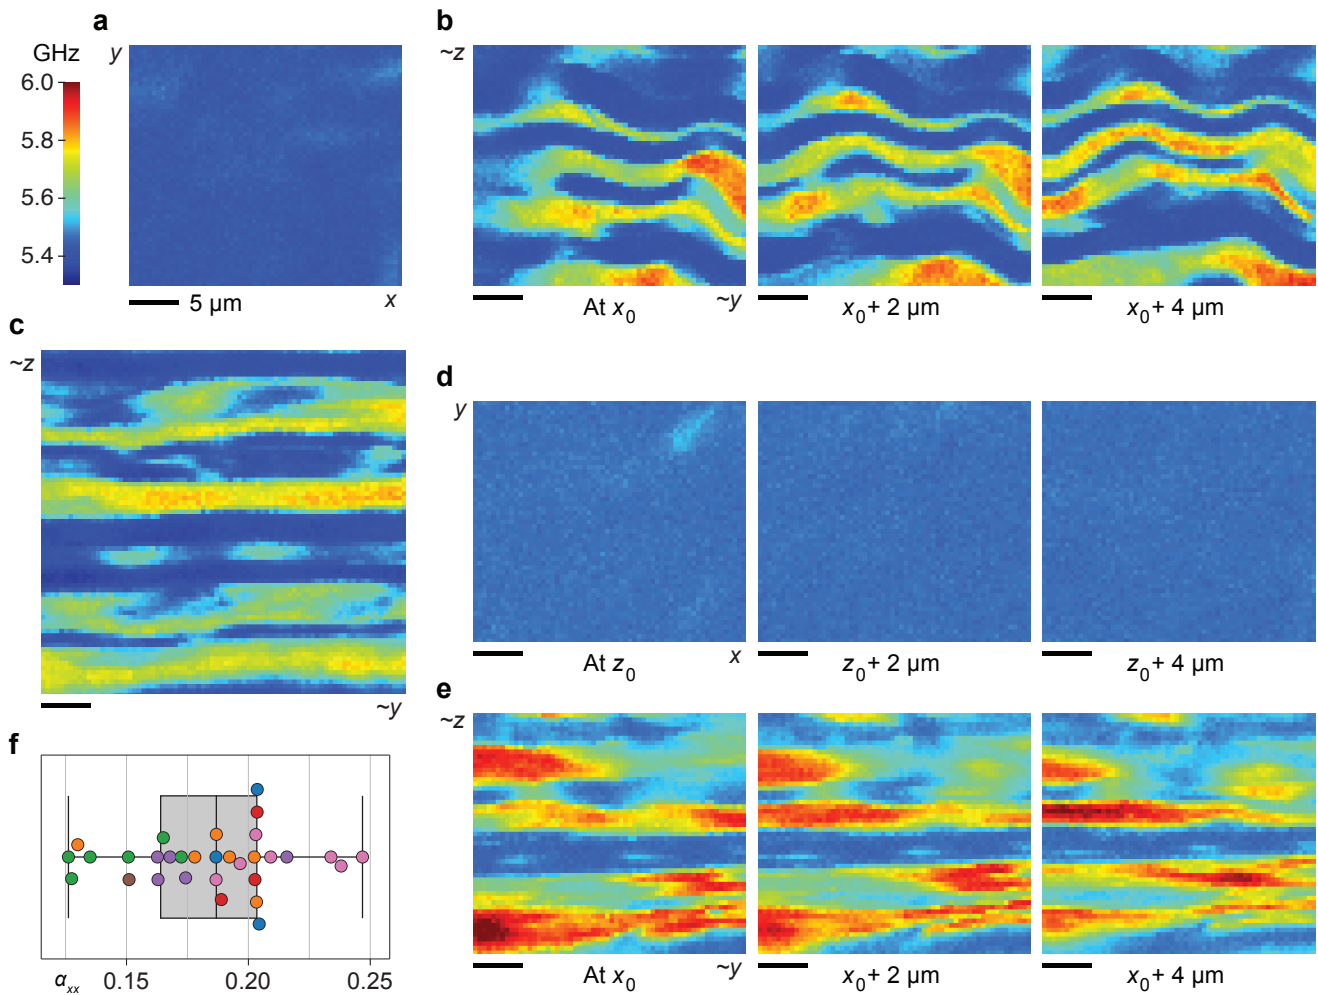 a
y
GHz
6.0
5.8
5.6
5.4
5 µm
x
b
~z
At x0
~y
x0 + 2 µm
x0 + 4 µm
c
~z
~y
d
y
At z0
x
z0 + 2 µm
z0 + 4 µm
e
~z
At x0
~y
x0 + 2 µm
x0 + 4 µm
f
αxx
0.15
0.20
0.25